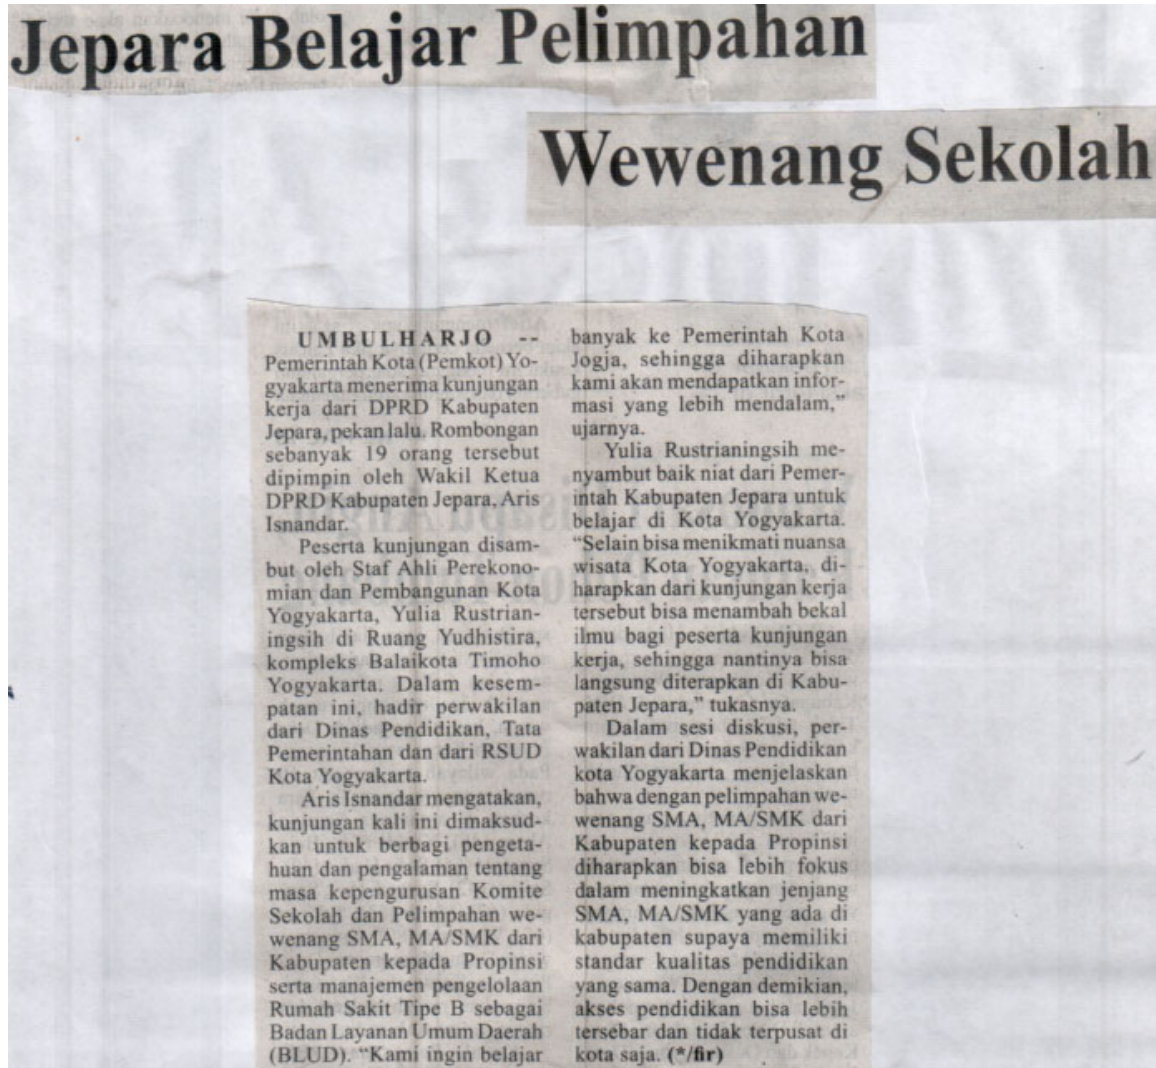 Jepara Belajar Pelimpahan
Wewenang Sekolah
UMBULHARJO --
Pemerintah Kota (Pemkot) Yo-
gyakarta menerima kunjungan
kerja dari DPRD Kabupaten
Jepara, pekan lalu. Rombongan
sebanyak 19 orang tersebut
dipimpin oleh Wakil Ketua
DPRD Kabupaten Jepara, Aris
Isnandar.
Peserta kunjungan disam-
but oleh Staf Ahli Perekono-
mian dan Pembangunan Kota
Yogyakarta, Yulia Rustrian-
ingsih di Ruang Yudhistira,
kompleks Balaikota Timoho
Yogyakarta. Dalam kesem-
patan ini, hadir perwakilan
dari Dinas Pendidikan, Tata
Pemerintahan dan dari RSUD
Kota Yogyakarta.
Aris Isnandar mengatakan,
kunjungan kali ini dimaksud-
kan untuk berbagi pengeta-
huan dan pengalaman tentang
masa kepengurusan Komite
Sekolah dan Pelimpahan we-
wenang SMA, MA/SMK dari
Kabupaten kepada Propinsi
serta manajemen pengelolaan
Rumah Sakit Tipe B sebagai
Badan Layanan Umum Daerah
(BLUD). “Kami ingin belajar
banyak ke Pemerintah Kota
Jogja, sehingga diharapkan
kami akan mendapatkan infor-
masi yang lebih mendalam,”
ujarnya.
Yulia Rustrianingsih me-
nyambut baik niat dari Pemer-
intah Kabupaten Jepara untuk
belajar di Kota Yogyakarta.
“Selain bisa menikmati nuansa
wisata Kota Yogyakarta, di-
harapkan dari kunjungan kerja
tersebut bisa menambah bekal
ilmu bagi peserta kunjungan
kerja, sehingga nantinya bisa
langsung diterapkan di Kabu-
paten Jepara,” tukasnya.
Dalam sesi diskusi, per-
wakilan dari Dinas Pendidikan
kota Yogyakarta menjelaskan
bahwa dengan pelimpahan we-
wenang SMA, MA/SMK dari
Kabupaten kepada Propinsi
diharapkan bisa lebih fokus
dalam meningkatkan jenjang
SMA, MA/SMK yang ada di
kabupaten supaya memiliki
standar kualitas pendidikan
yang sama. Dengan demikian,
akses pendidikan bisa lebih
tersebar dan tidak terpusat di
kota saja. (*/fir)